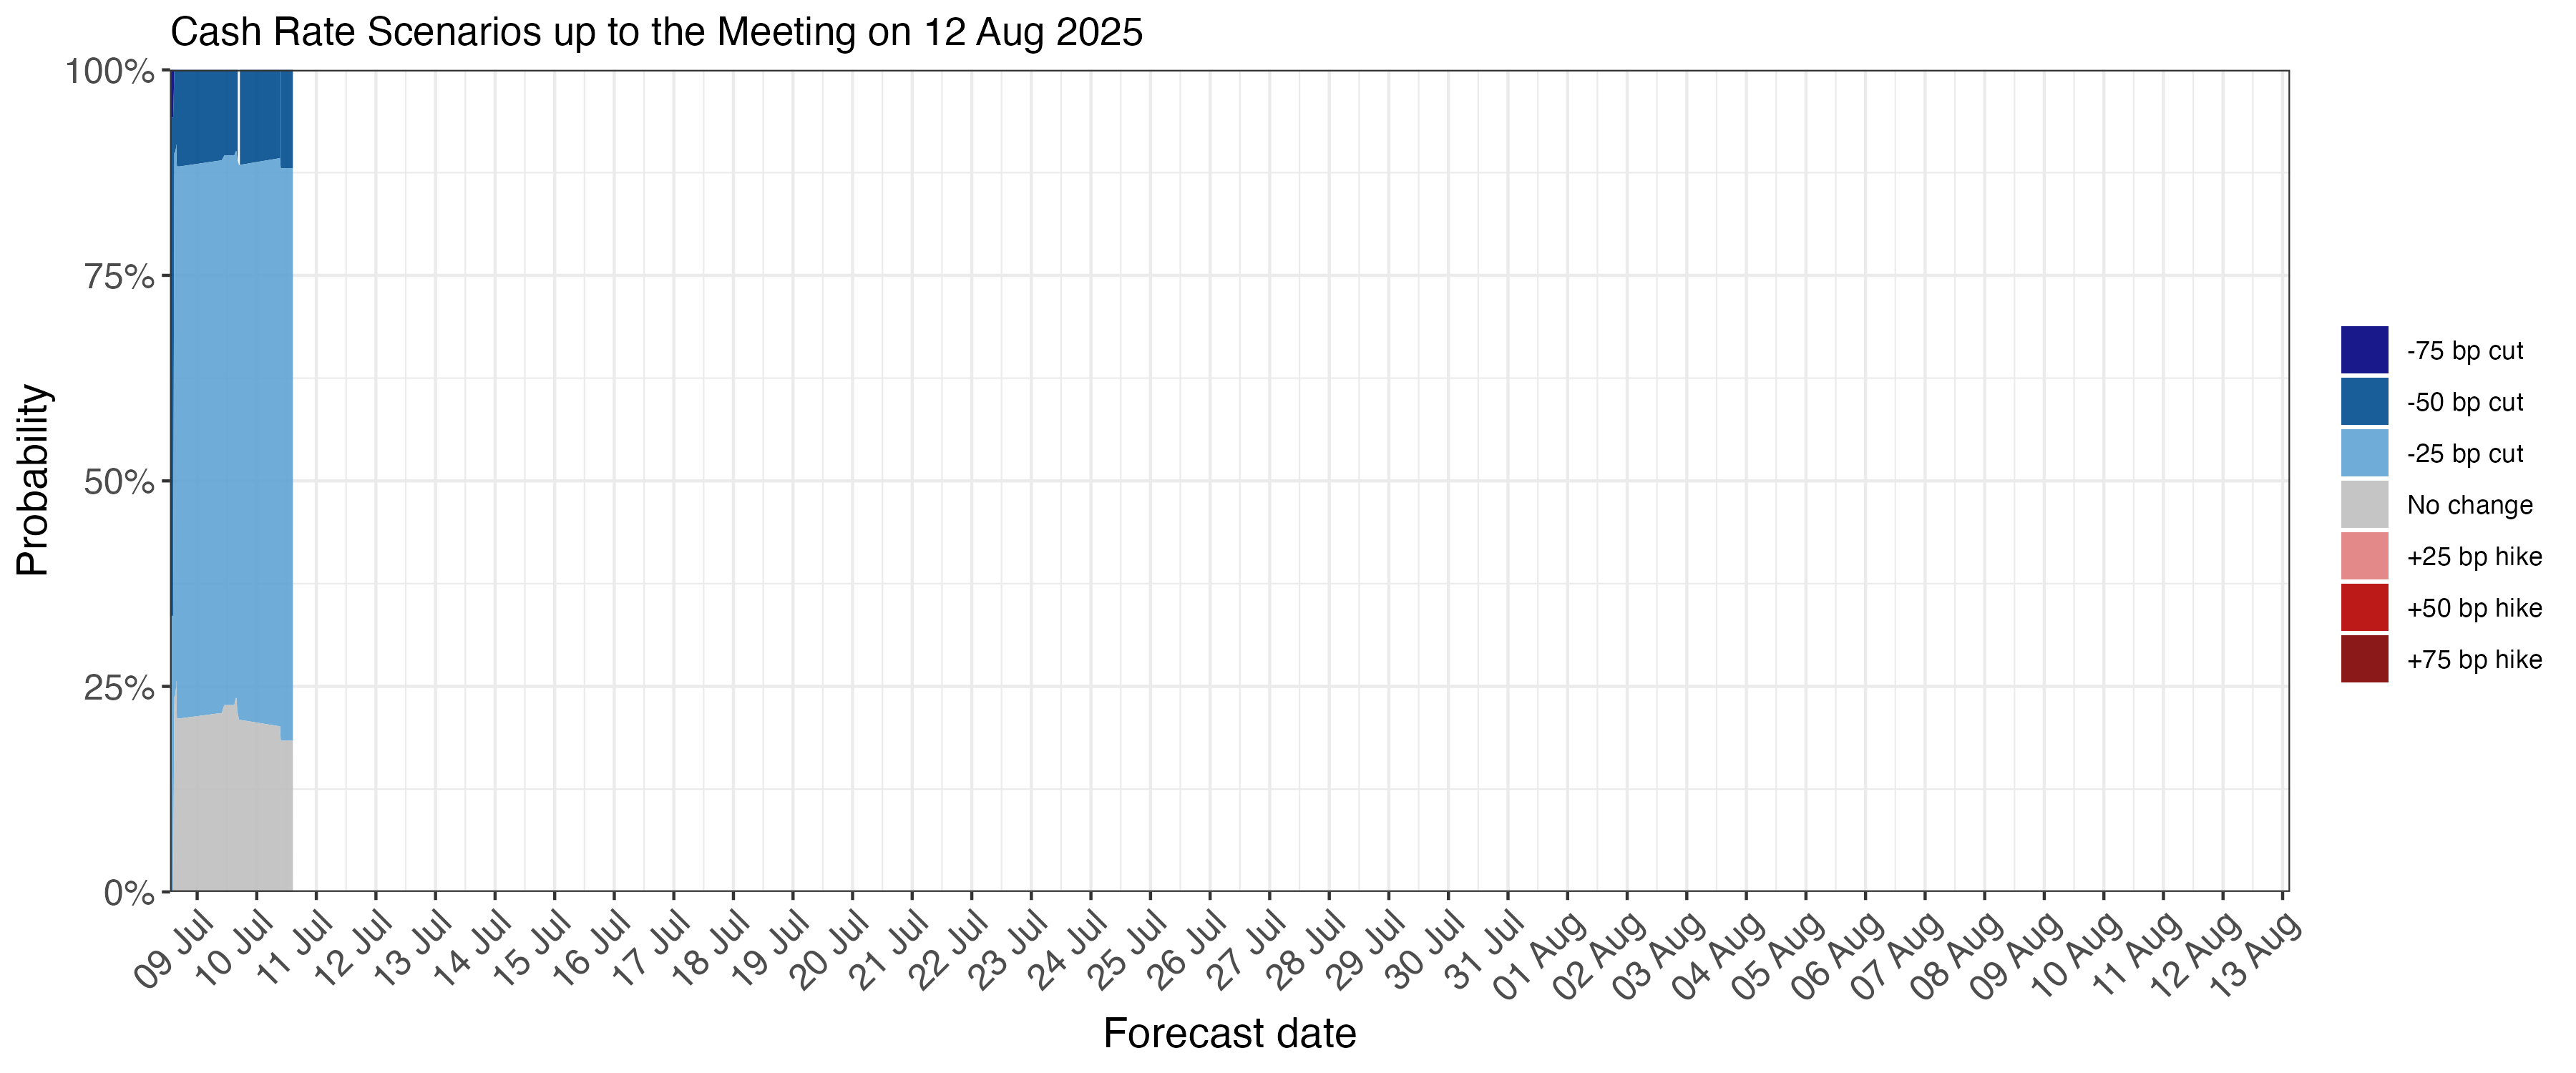 Cash Rate Scenarios up to the Meeting on 12 Aug 2025
100%
75%
50%
25%
0%
Probability
09 Jul
10 Jul
11 Jul
12 Jul
13 Jul
14 Jul
15 Jul
16 Jul
17 Jul
18 Jul
19 Jul
20 Jul
21 Jul
22 Jul
23 Jul
24 Jul
25 Jul
26 Jul
27 Jul
28 Jul
29 Jul
30 Jul
31 Jul
01 Aug
02 Aug
03 Aug
04 Aug
05 Aug
06 Aug
07 Aug
08 Aug
09 Aug
10 Aug
11 Aug
12 Aug
13 Aug
Forecast date
-75 bp cut
-50 bp cut
-25 bp cut
No change
+25 bp hike
+50 bp hike
+75 bp hike